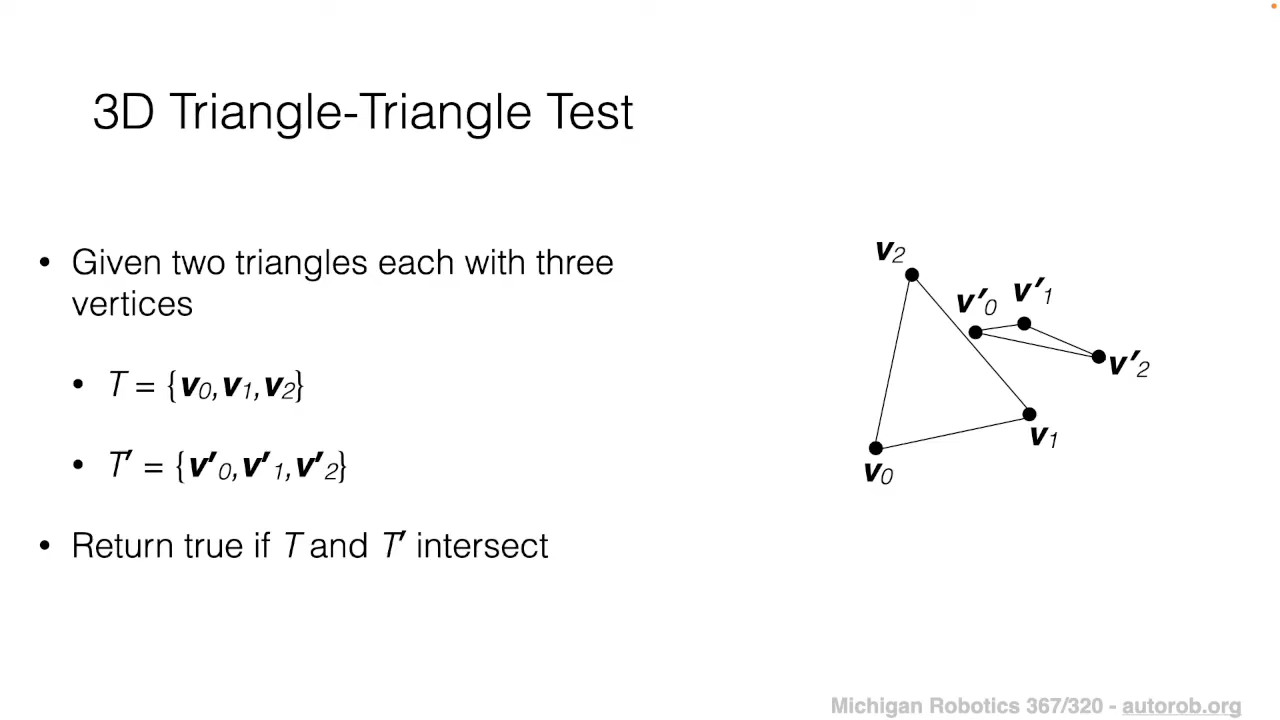 3D Triangle-Triangle Test
• Given two triangles each with three
vertices
• T = {v0,v1,v2}
• T′ = {v′0,v′1,v′2}
• Return true if T and T′ intersect
v2
v′0
v′1
v′2
v1
v0
Michigan Robotics 367/320 - autorob.org